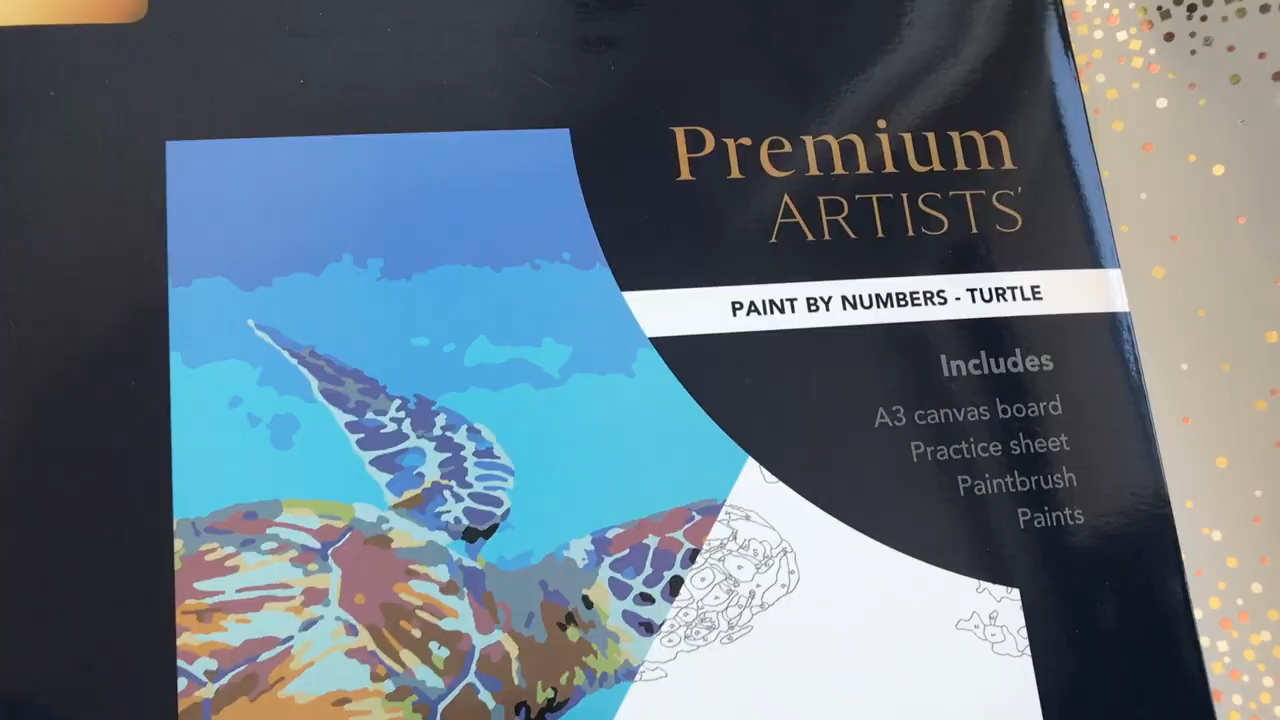 Premium
ARTISTS'
PAINT BY NUMBERS - TURTLE
Includes
A3 canvas board
Practice sheet
Paintbrush
Paints